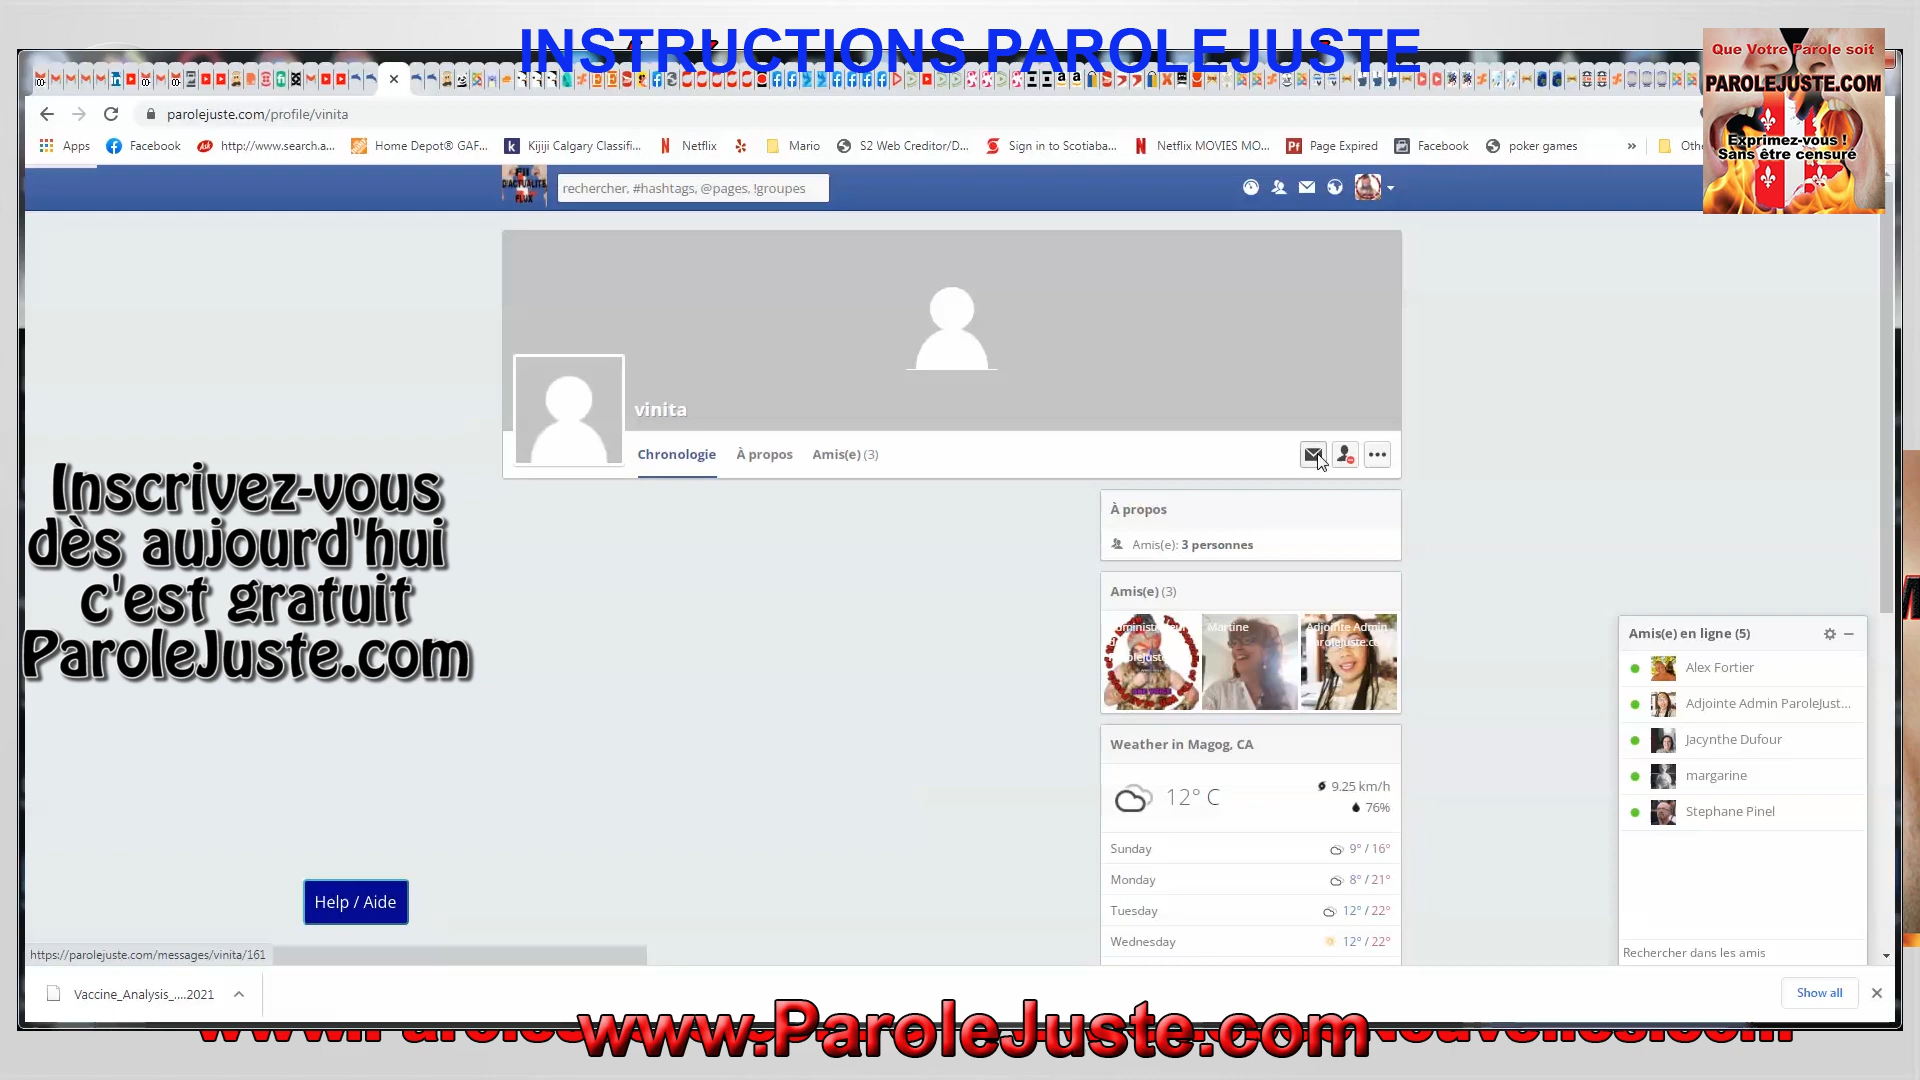 INSTRUCTIONS PAROLEJUSTE
Que Votre Parole soit
PAROLEJUSTE.COM
Exprimez-vous !
Sans être censuré
parolejuste.com/profile/vinita
Apps
Facebook
http://www.search.a...
Home Depot® GAF...
Kijiji Calgary Classifi...
Netflix
Mario
S2 Web Creditor/D...
Sign in to Scotiaba...
Netflix MOVIES MO...
Page Expired
Facebook
poker games
»
D'ACTUALITÉ
FLUX
rechercher, #hashtags, @pages, !groupes
vinita
Chronologie
À propos
Amis(e) (3)
Inscrivez-vous
dès aujourd'hui
c'est gratuit
ParoleJuste.com
À propos
Amis(e): 3 personnes
Amis(e) (3)
Martine
Adjointe Admin
Weather in Magog, CA
12° C
9.25 km/h
76%
Sunday 9° / 16°
Monday 8° / 21°
Tuesday 12° / 22°
Wednesday 12° / 22°
Amis(e) en ligne (5)
Alex Fortier
Adjointe Admin ParoleJust...
Jacynthe Dufour
margarine
Stephane Pinel
Rechercher dans les amis
Help / Aide
https://parolejuste.com/messages/vinita/161
Vaccine_Analysis_....2021
Show all
www.ParoleJuste.com